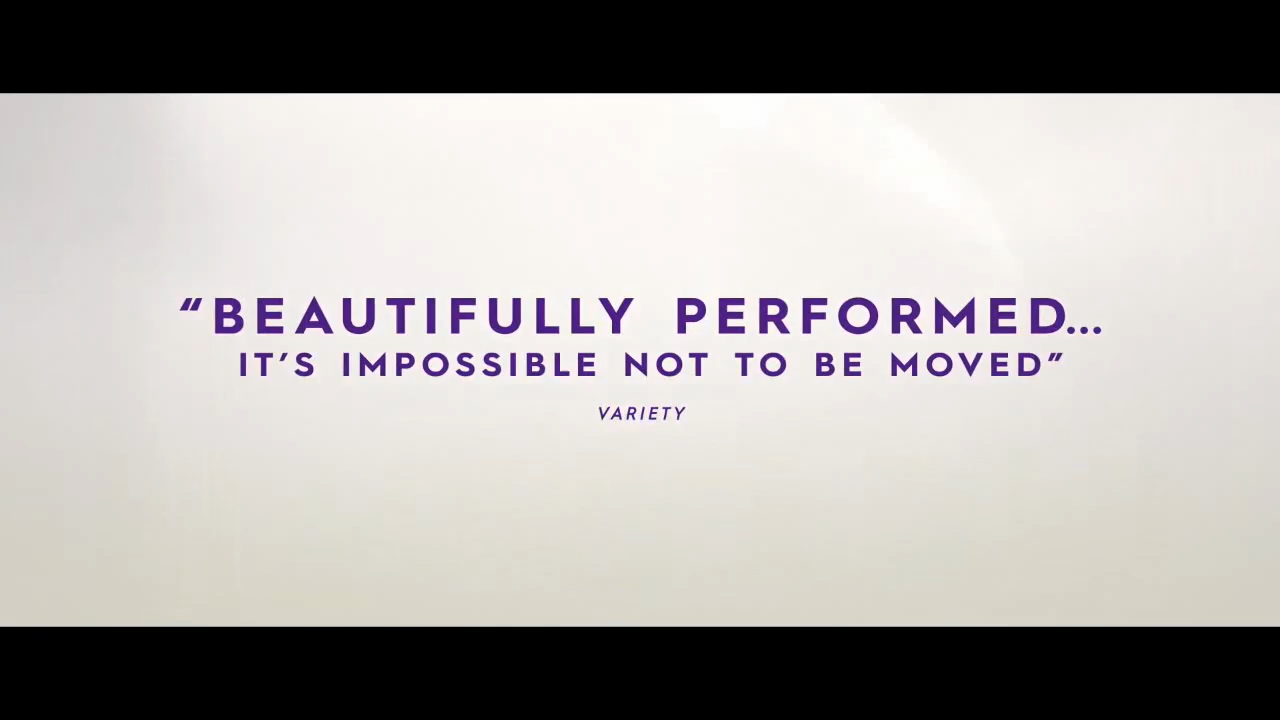 “BEAUTIFULLY PERFORMED...
IT’S IMPOSSIBLE NOT TO BE MOVED”
VARIETY